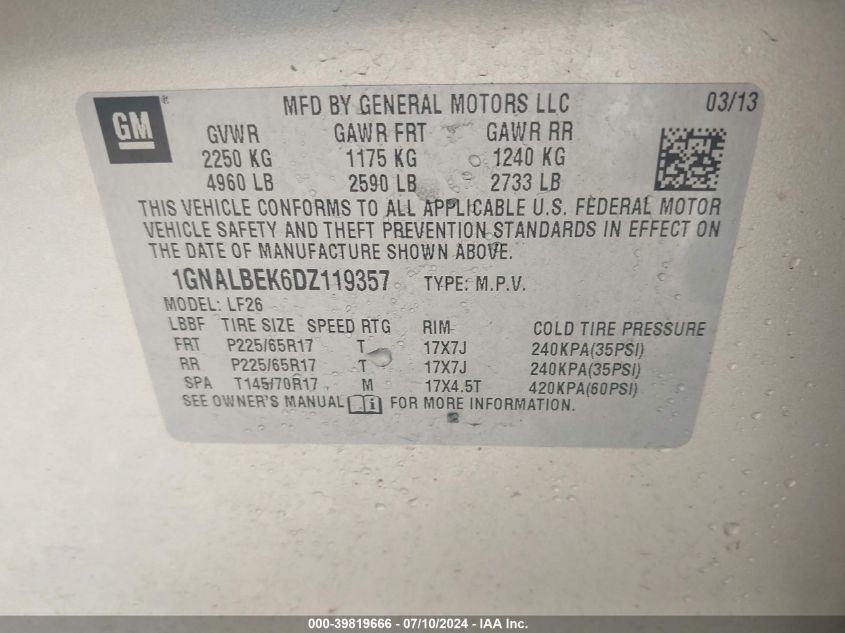 GM® MFD BY GENERAL MOTORS LLC 03/13
GVWR GAWR FRT GAWR RR
2250 KG 1175 KG 1240 KG
4960 LB 2590 LB 2733 LB
THIS VEHICLE CONFORMS TO ALL APPLICABLE U.S. FEDERAL MOTOR
VEHICLE SAFETY AND THEFT PREVENTION STANDARDS IN EFFECT ON
THE DATE OF MANUFACTURE SHOWN ABOVE.
1GNALBEK6DZ119357 TYPE: M.P.V.
MODEL: LF26
LBBF TIRE SIZE SPEED RTG RIM COLD TIRE PRESSURE
FRT P225/65R17 T 17X7J 240KPA(35PSI)
RR P225/65R17 T 17X7J 240KPA(35PSI)
SPA T145/70R17 M 17X4.5T 420KPA(60PSI)
SEE OWNER'S MANUAL i FOR MORE INFORMATION.
000-39819666 - 07/10/2024 - IAA Inc.